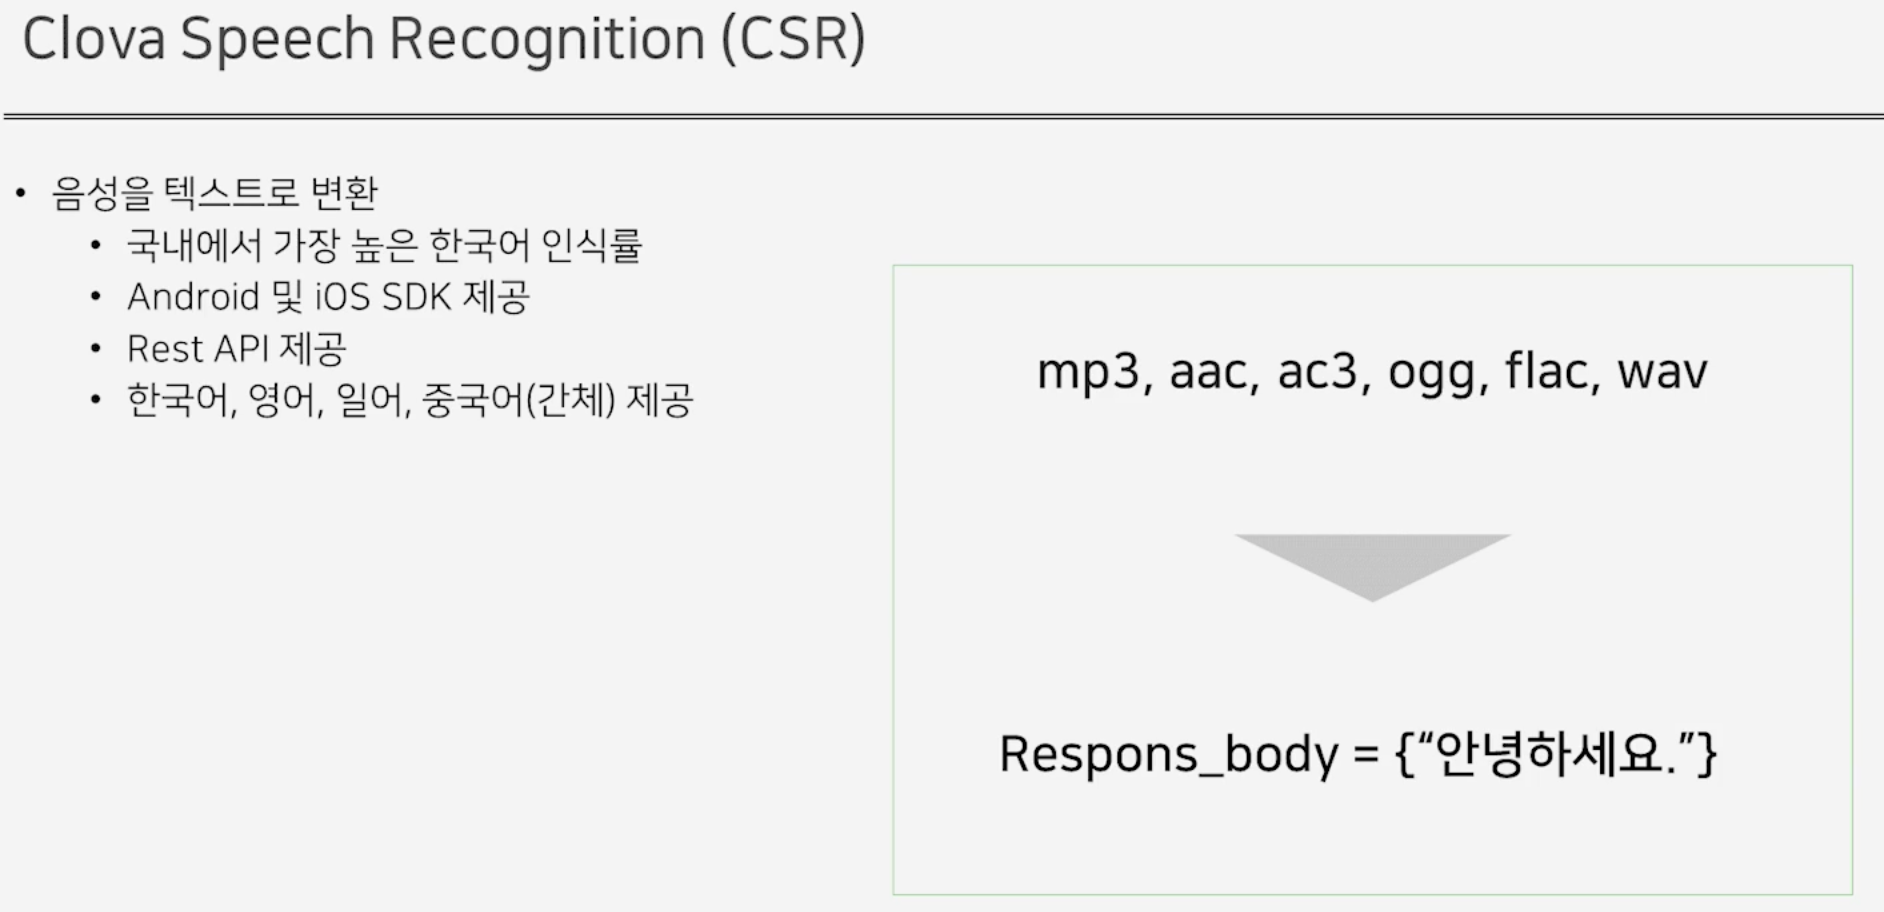 Clova Speech Recognition (CSR)
• 음성을 텍스트로 변환
• 국내에서 가장 높은 한국어 인식률
• Android 및 iOS SDK 제공
• Rest API 제공
• 한국어, 영어, 일어, 중국어(간체) 제공
mp3, aac, ac3, ogg, flac, wav
Respons_body = {“안녕하세요.”}